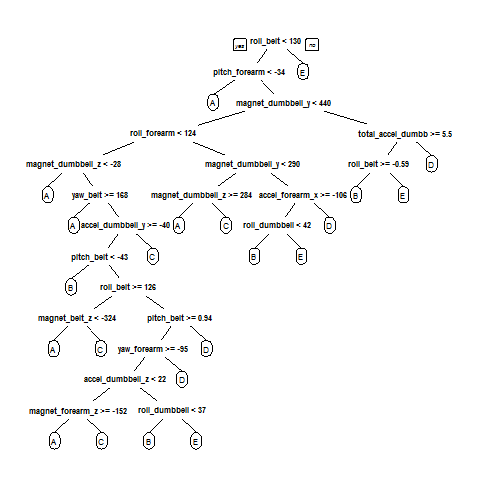 yes roll_belt < 130 no
pitch_forearm < -34 E
A magnet_dumbbell_y < 440
roll_forearm < 124 total_accel_dumbb >= 5.5
magnet_dumbbell_z < -28 magnet_dumbbell_y < 290 roll_belt >= -0.59 D
A yaw_belt >= 168 magnet_dumbbell_z >= 284 accel_forearm_x >= -106 B E
A accel_dumbbell_y >= -40 A C roll_dumbbell < 42 D
pitch_belt < -43 C B E
B roll_belt >= 126
magnet_belt_z < -324 pitch_belt >= 0.94
A C yaw_forearm >= -95 D
accel_dumbbell_z < 22 D
magnet_forearm_z >= -152 roll_dumbbell < 37
A C B E